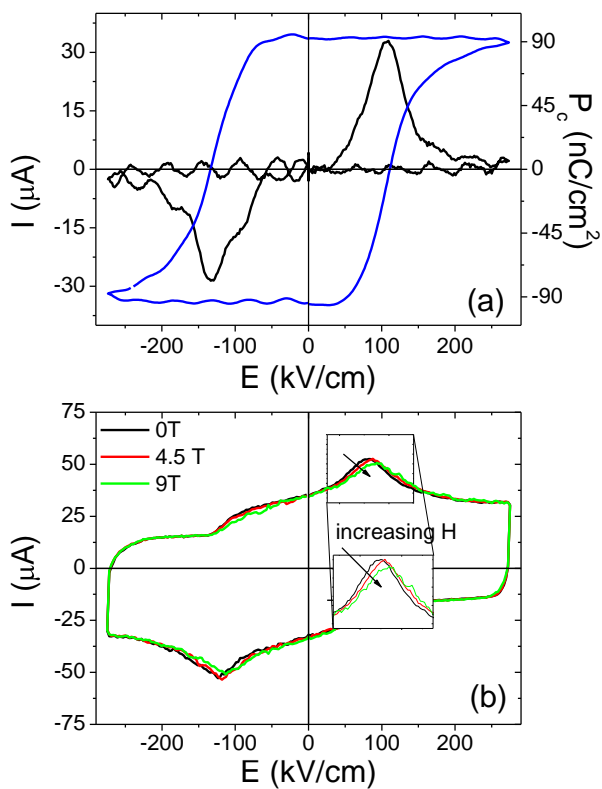 30
15
0
-15
-30
I (μA)
90
45
0
-45
-90
P_c (nC/cm²)
(a)
-200 -100 0 100 200
E (kV/cm)
75
50
25
0
-25
-50
-75
I (μA)
0T
4.5 T
9T
increasing H
(b)
-200 -100 0 100 200
E (kV/cm)